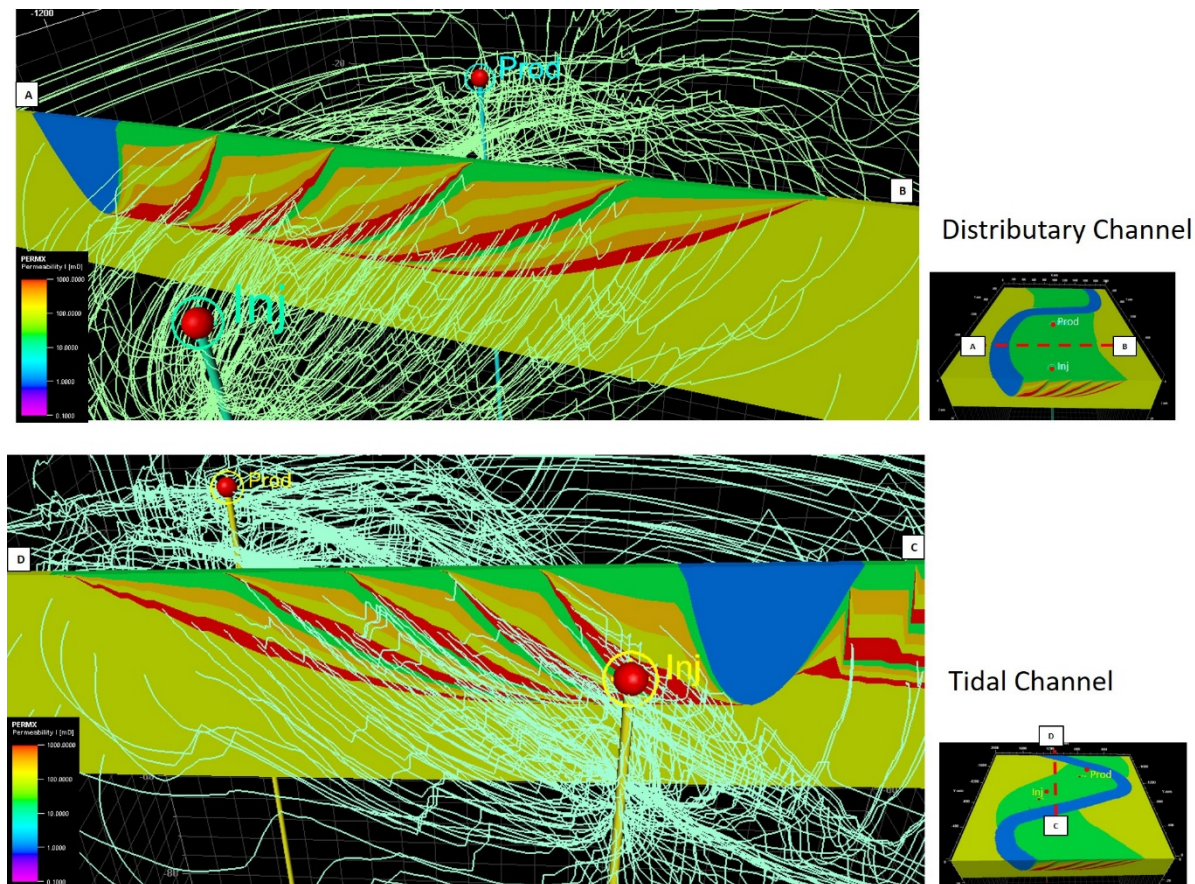 -1200
-20
Prod
A
B
Inj
PERMX
Permeability I [mD]
1000.0000
100.0000
10.0000
1.0000
0.1000
Distributary Channel
Prod
A
B
Inj
Prod
D
C
Inj
PERMX
Permeability I [mD]
1000.0000
100.0000
10.0000
1.0000
0.1000
-80
Tidal Channel
D
Prod
Inj
C